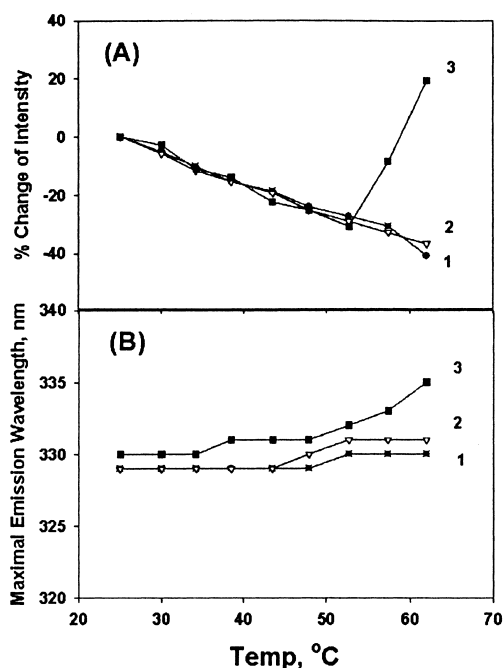 (A)
% Change of Intensity
40
20
0
-20
-40
3
2
1
(B)
Maximal Emission Wavelength, nm
340
335
330
325
320
3
2
1
20 30 40 50 60 70
Temp, °C